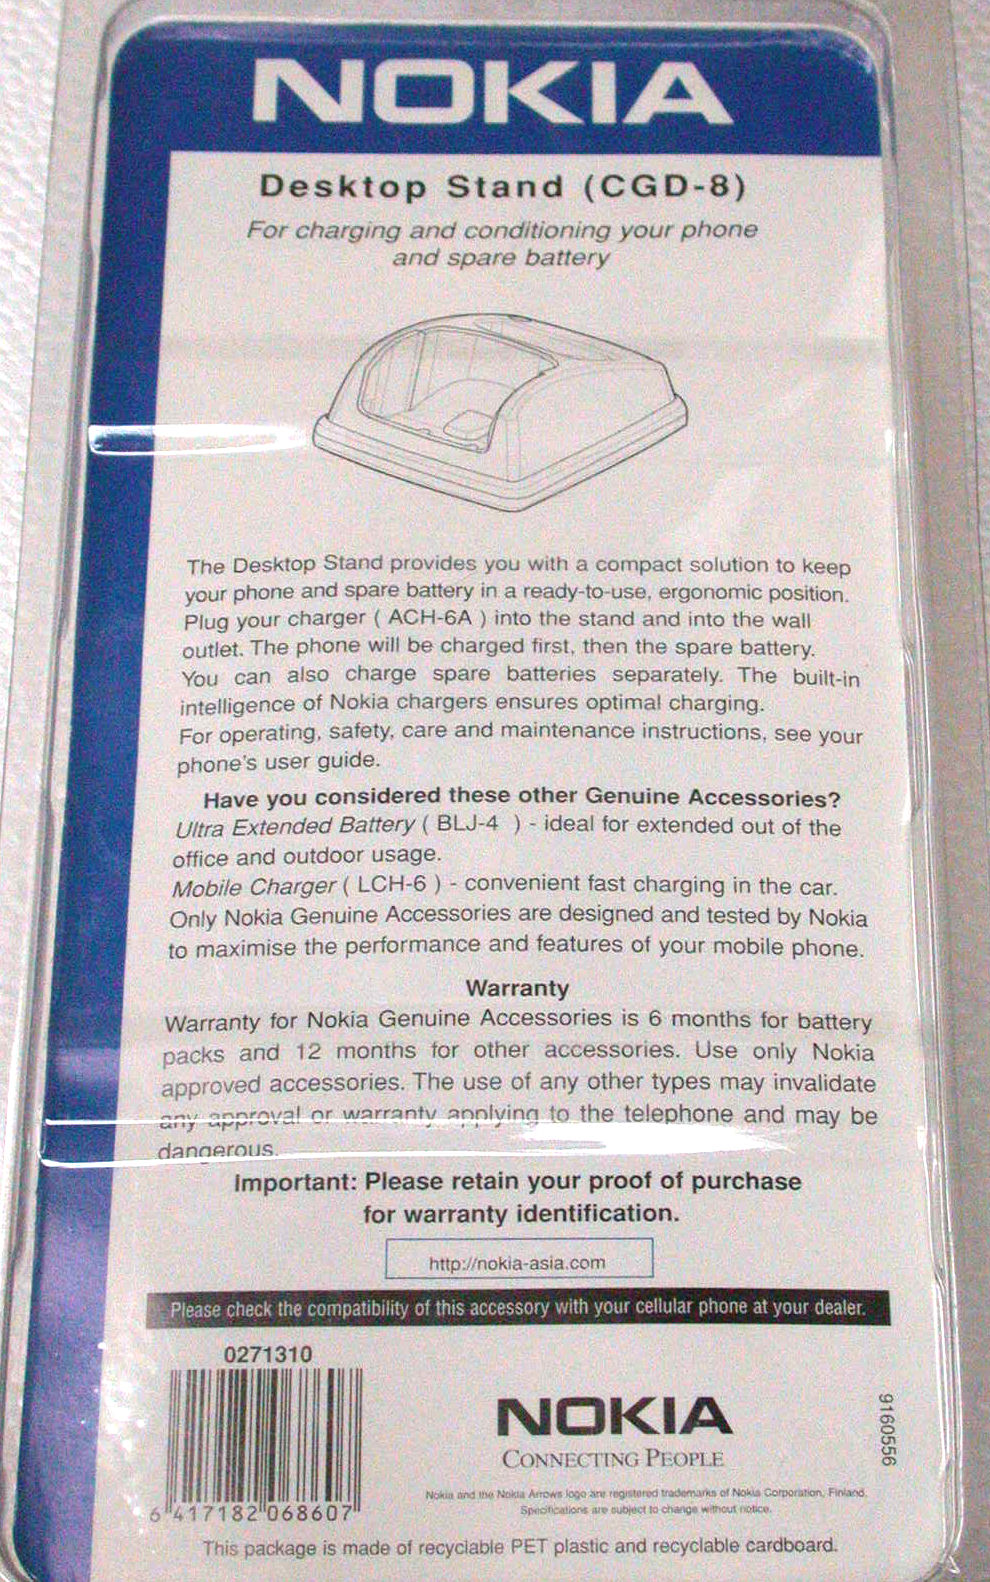 NOKIA
Desktop Stand (CGD-8)
For charging and conditioning your phone
and spare battery
The Desktop Stand provides you with a compact solution to keep
your phone and spare battery in a ready-to-use, ergonomic position.
Plug your charger ( ACH-6A ) into the stand and into the wall
outlet. The phone will be charged first, then the spare battery.
You can also charge spare batteries separately. The built-in
intelligence of Nokia chargers ensures optimal charging.
For operating, safety, care and maintenance instructions, see your
phone's user guide.
Have you considered these other Genuine Accessories?
Ultra Extended Battery ( BLJ-4 ) - ideal for extended out of the
office and outdoor usage.
Mobile Charger ( LCH-6 ) - convenient fast charging in the car.
Only Nokia Genuine Accessories are designed and tested by Nokia
to maximise the performance and features of your mobile phone.
Warranty
Warranty for Nokia Genuine Accessories is 6 months for battery
packs and 12 months for other accessories. Use only Nokia
approved accessories. The use of any other types may invalidate
any approval or warranty applying to the telephone and may be
dangerous.
Important: Please retain your proof of purchase
for warranty identification.
http://nokia-asia.com
Please check the compatibility of this accessory with your cellular phone at your dealer.
0271310
6 417182 068607
NOKIA
CONNECTING PEOPLE
9160556
Nokia and the Nokia Arrows logo are registered trademarks of Nokia Corporation, Finland.
Specifications are subject to change without notice.
This package is made of recyclable PET plastic and recyclable cardboard.